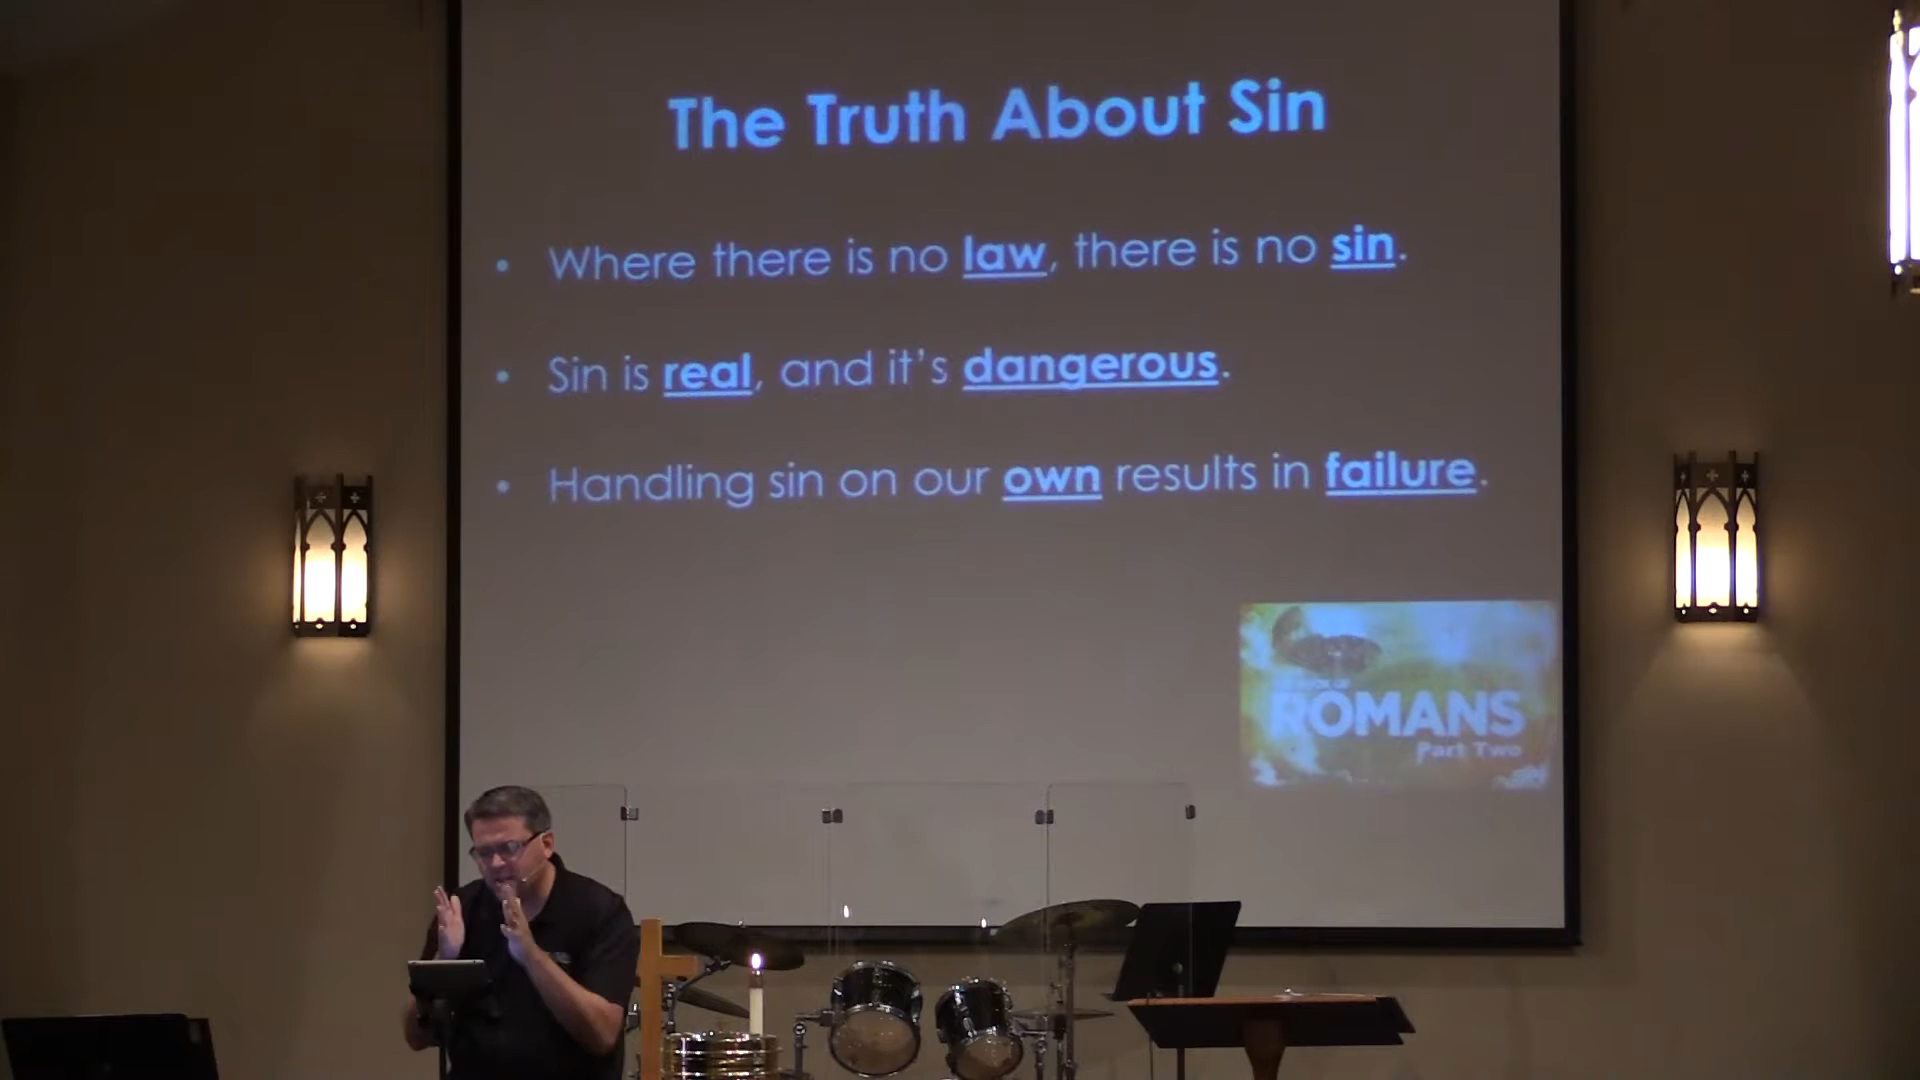 The Truth About Sin
• Where there is no law, there is no sin.
• Sin is real, and it's dangerous.
• Handling sin on our own results in failure.
ROMANS
Part Two